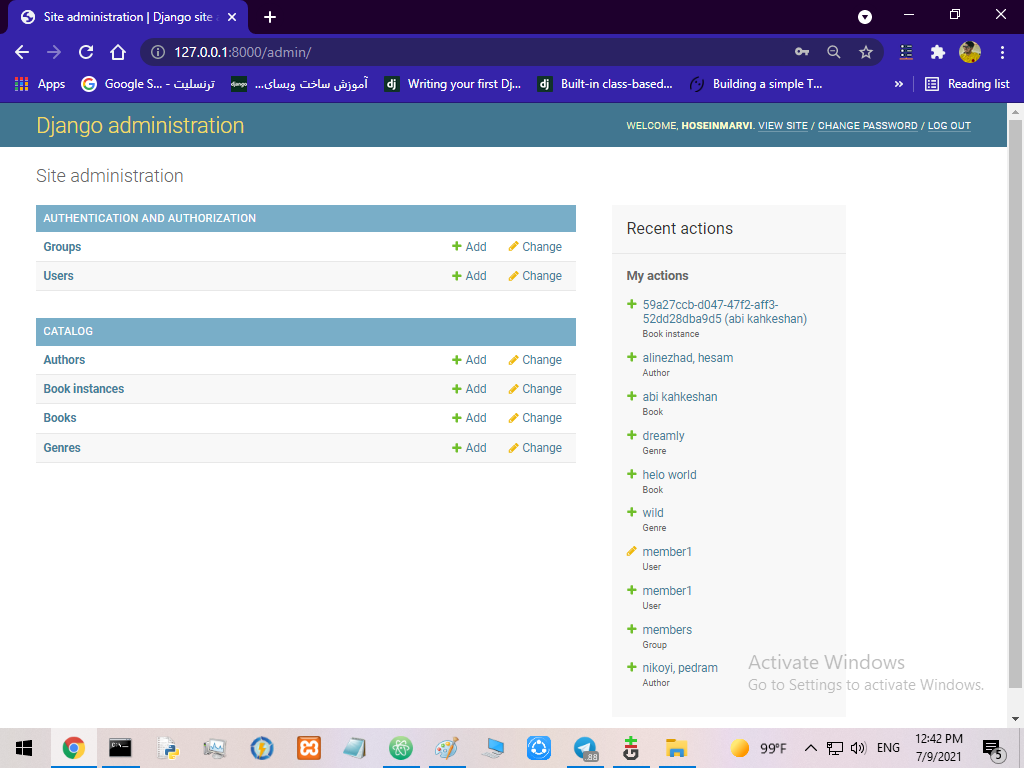 Site administration | Django site
127.0.0.1:8000/admin/
Apps
Google S... - ترنسلیت
آموزش ساخت وبسای...
dj Writing your first Dj...
dj Built-in class-based...
Building a simple T...
»
Reading list
Django administration
WELCOME, HOSEINMARVI. VIEW SITE / CHANGE PASSWORD / LOG OUT
Site administration
AUTHENTICATION AND AUTHORIZATION
Groups Add Change
Users Add Change
CATALOG
Authors Add Change
Book instances Add Change
Books Add Change
Genres Add Change
Recent actions
My actions
59a27ccb-d047-47f2-aff3-
52dd28dba9d5 (abi kahkeshan)
Book instance
alinezhad, hesam
Author
abi kahkeshan
Book
dreamly
Genre
helo world
Book
wild
Genre
member1
User
member1
User
members
Group
nikoyi, pedram
Author
Activate Windows
Go to Settings to activate Windows.
.88
99°F
ENG
12:42 PM
7/9/2021
5